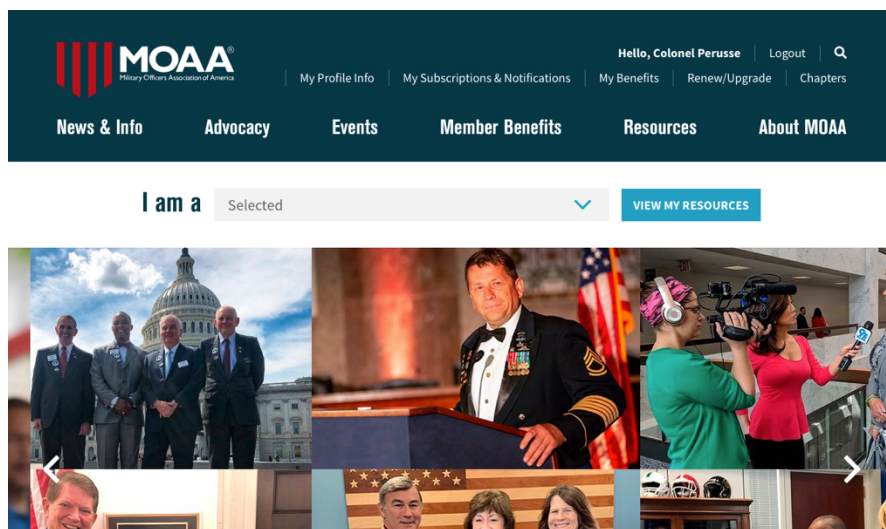 MOAA®
Military Officers Association of America
Hello, Colonel Perusse
Logout
My Profile Info
My Subscriptions & Notifications
My Benefits
Renew/Upgrade
Chapters
News & Info
Advocacy
Events
Member Benefits
Resources
About MOAA
I am a
Selected
VIEW MY RESOURCES